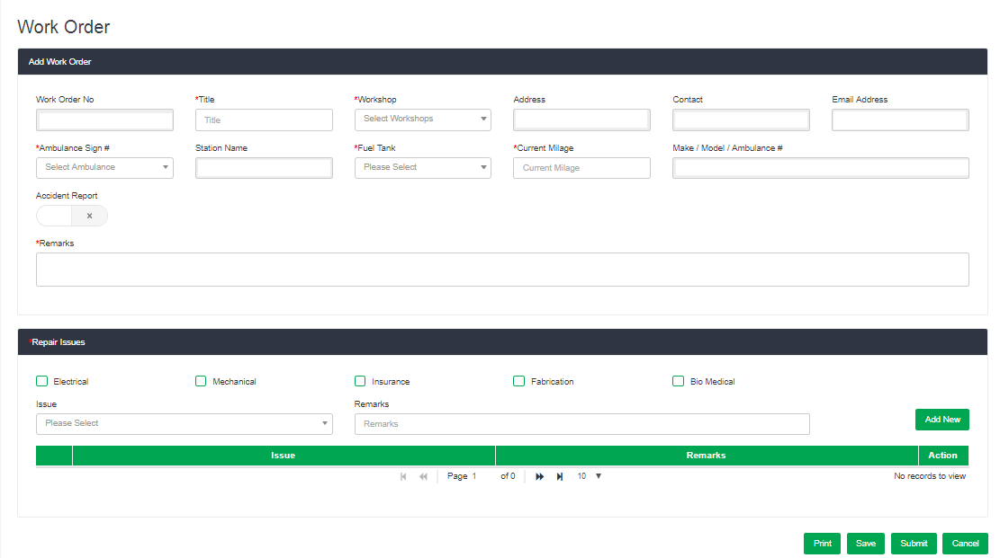 Work Order
Add Work Order
Work Order No *Title *Workshop Address Contact Email Address
Title Select Workshops
*Ambulance Sign # Station Name *Fuel Tank *Current Milage Make / Model / Ambulance #
Select Ambulance Please Select Current Milage
Accident Report
x
*Remarks
*Repair Issues
Electrical Mechanical Insurance Fabrication Bio Medical
Issue Remarks
Please Select Remarks Add New
Issue Remarks Action
Page 1 of 0 10 No records to view
Print Save Submit Cancel